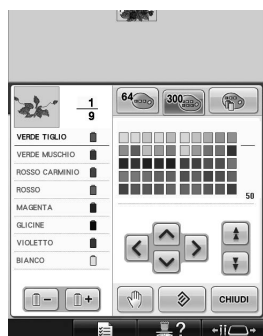 1
9
64
300
VERDE TIGLIO
VERDE MUSCHIO
ROSSO CARMINIO
ROSSO
MAGENTA
GLICINE
VIOLETTO
BIANCO
50
CHIUDI
?